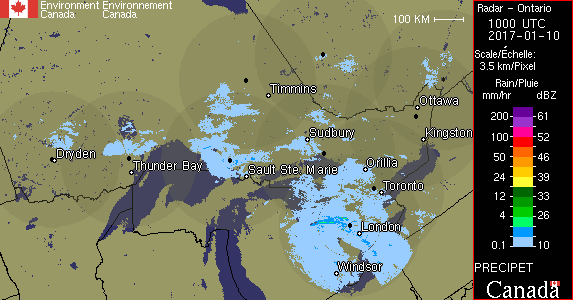 Environment Environnement
Canada Canada
100 KM
Timmins
Ottawa
Sudbury
Kingston
Dryden
Thunder Bay
Sault Ste. Marie
Orillia
Toronto
London
Windsor
Radar - Ontario
1000 UTC
2017-01-10
Scale/Échelle:
3.5 km/Pixel
Rain/Pluie
mm/hr dBZ
200 61
100 52
50 46
24 39
12 33
4 26
0.1 10
PRECIPET
Canada